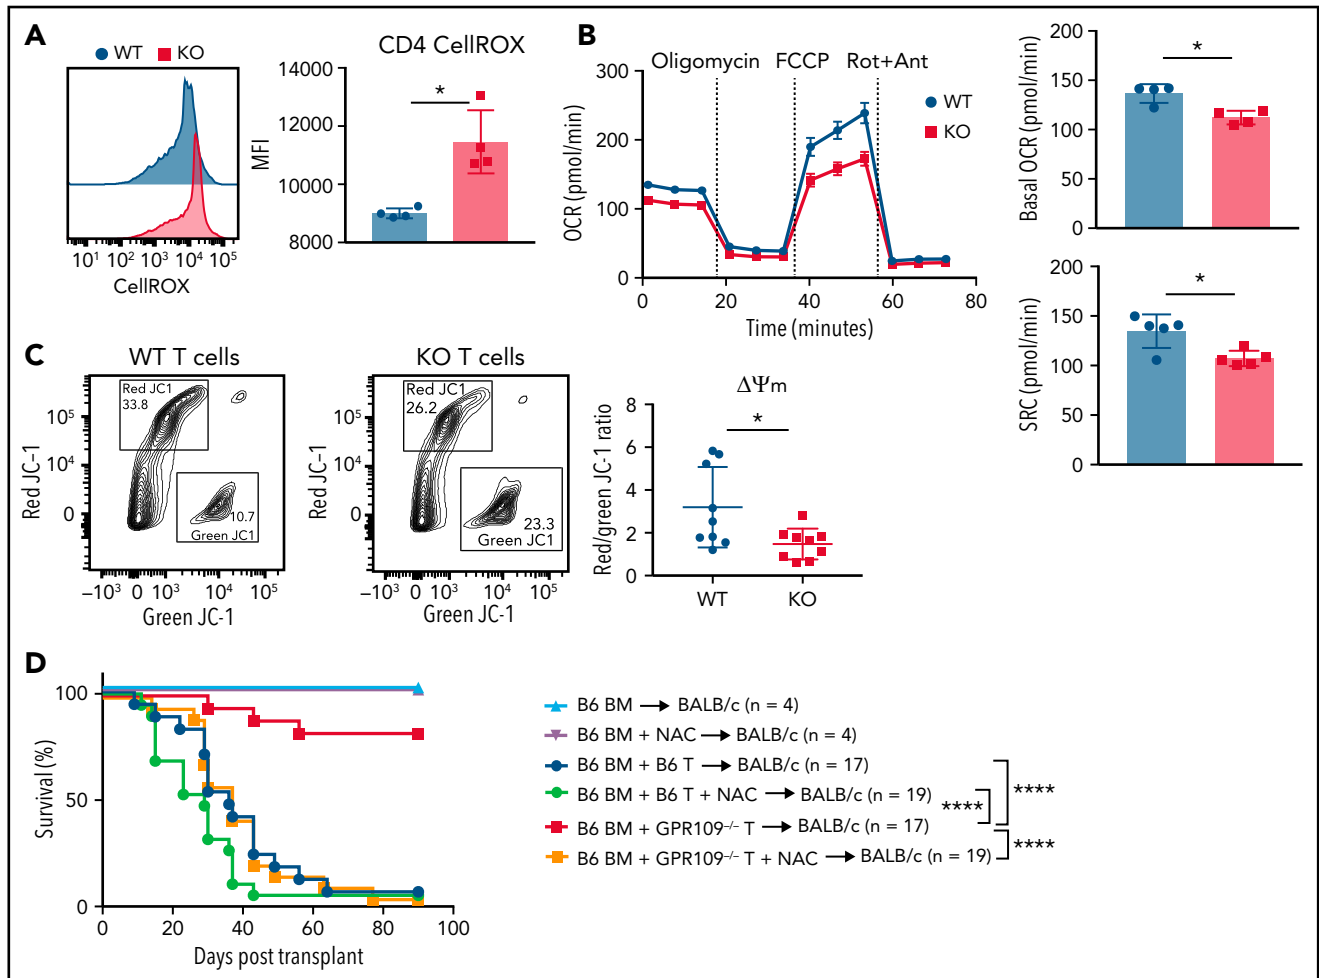 A
WT KO
CD4 CellROX
14000
12000
10000
8000
MFI
*
10¹ 10² 10³ 10⁴ 10⁵
CellROX
B
Oligomycin FCCP Rot+Ant
300
200
100
0
OCR (pmol/min)
WT
KO
0 20 40 60 80
Time (minutes)
200
150
100
50
0
Basal OCR (pmol/min)
*
200
150
100
50
0
SRC (pmol/min)
*
C
WT T cells
Red JC1
33.8
10.7
Green JC1
10⁵
10⁴
0
Red JC-1
–10³ 0 10³ 10⁴ 10⁵
Green JC-1
KO T cells
Red JC1
26.2
23.3
Green JC1
10⁵
10⁴
0
Red JC-1
–10³ 0 10³ 10⁴ 10⁵
Green JC-1
ΔΨm
*
8
6
4
2
0
Red/green JC-1 ratio
WT KO
D
100
50
0
Survival (%)
0 20 40 60 80 100
Days post transplant
B6 BM → BALB/c (n = 4)
B6 BM + NAC → BALB/c (n = 4)
B6 BM + B6 T → BALB/c (n = 17)
B6 BM + B6 T + NAC → BALB/c (n = 19)
B6 BM + GPR109⁻/⁻ T → BALB/c (n = 17)
B6 BM + GPR109⁻/⁻ T + NAC → BALB/c (n = 19)
****
****
****